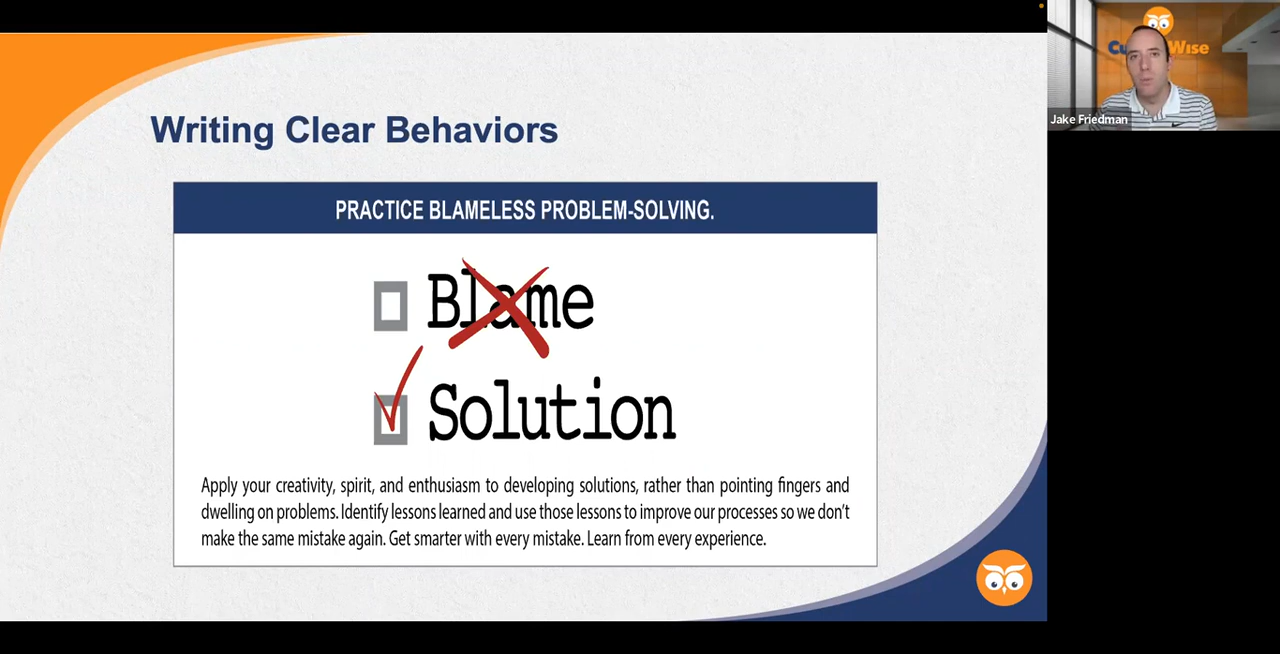 Writing Clear Behaviors
PRACTICE BLAMELESS PROBLEM-SOLVING.
Blame
Solution
Apply your creativity, spirit, and enthusiasm to developing solutions, rather than pointing fingers and
dwelling on problems. Identify lessons learned and use those lessons to improve our processes so we don’t
make the same mistake again. Get smarter with every mistake. Learn from every experience.
Jake Friedman